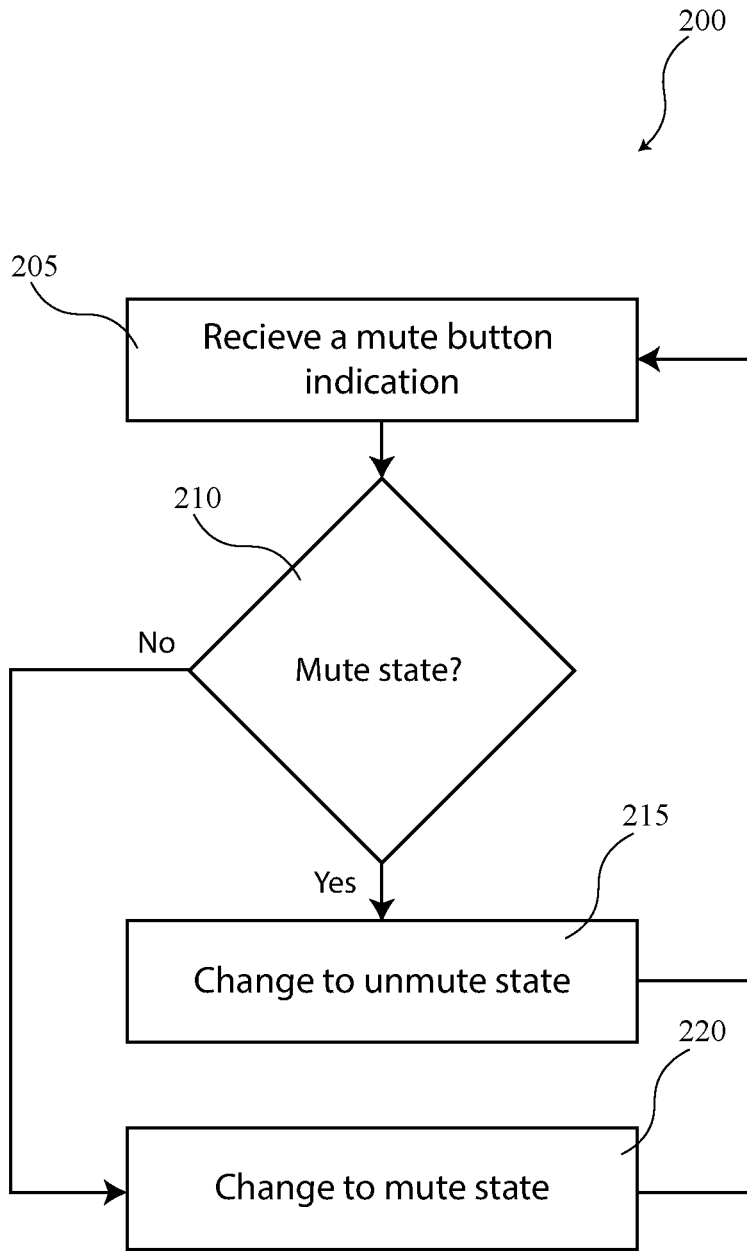 200
205
Recieve a mute button
indication
210
No
Mute state?
Yes
215
Change to unmute state
220
Change to mute state